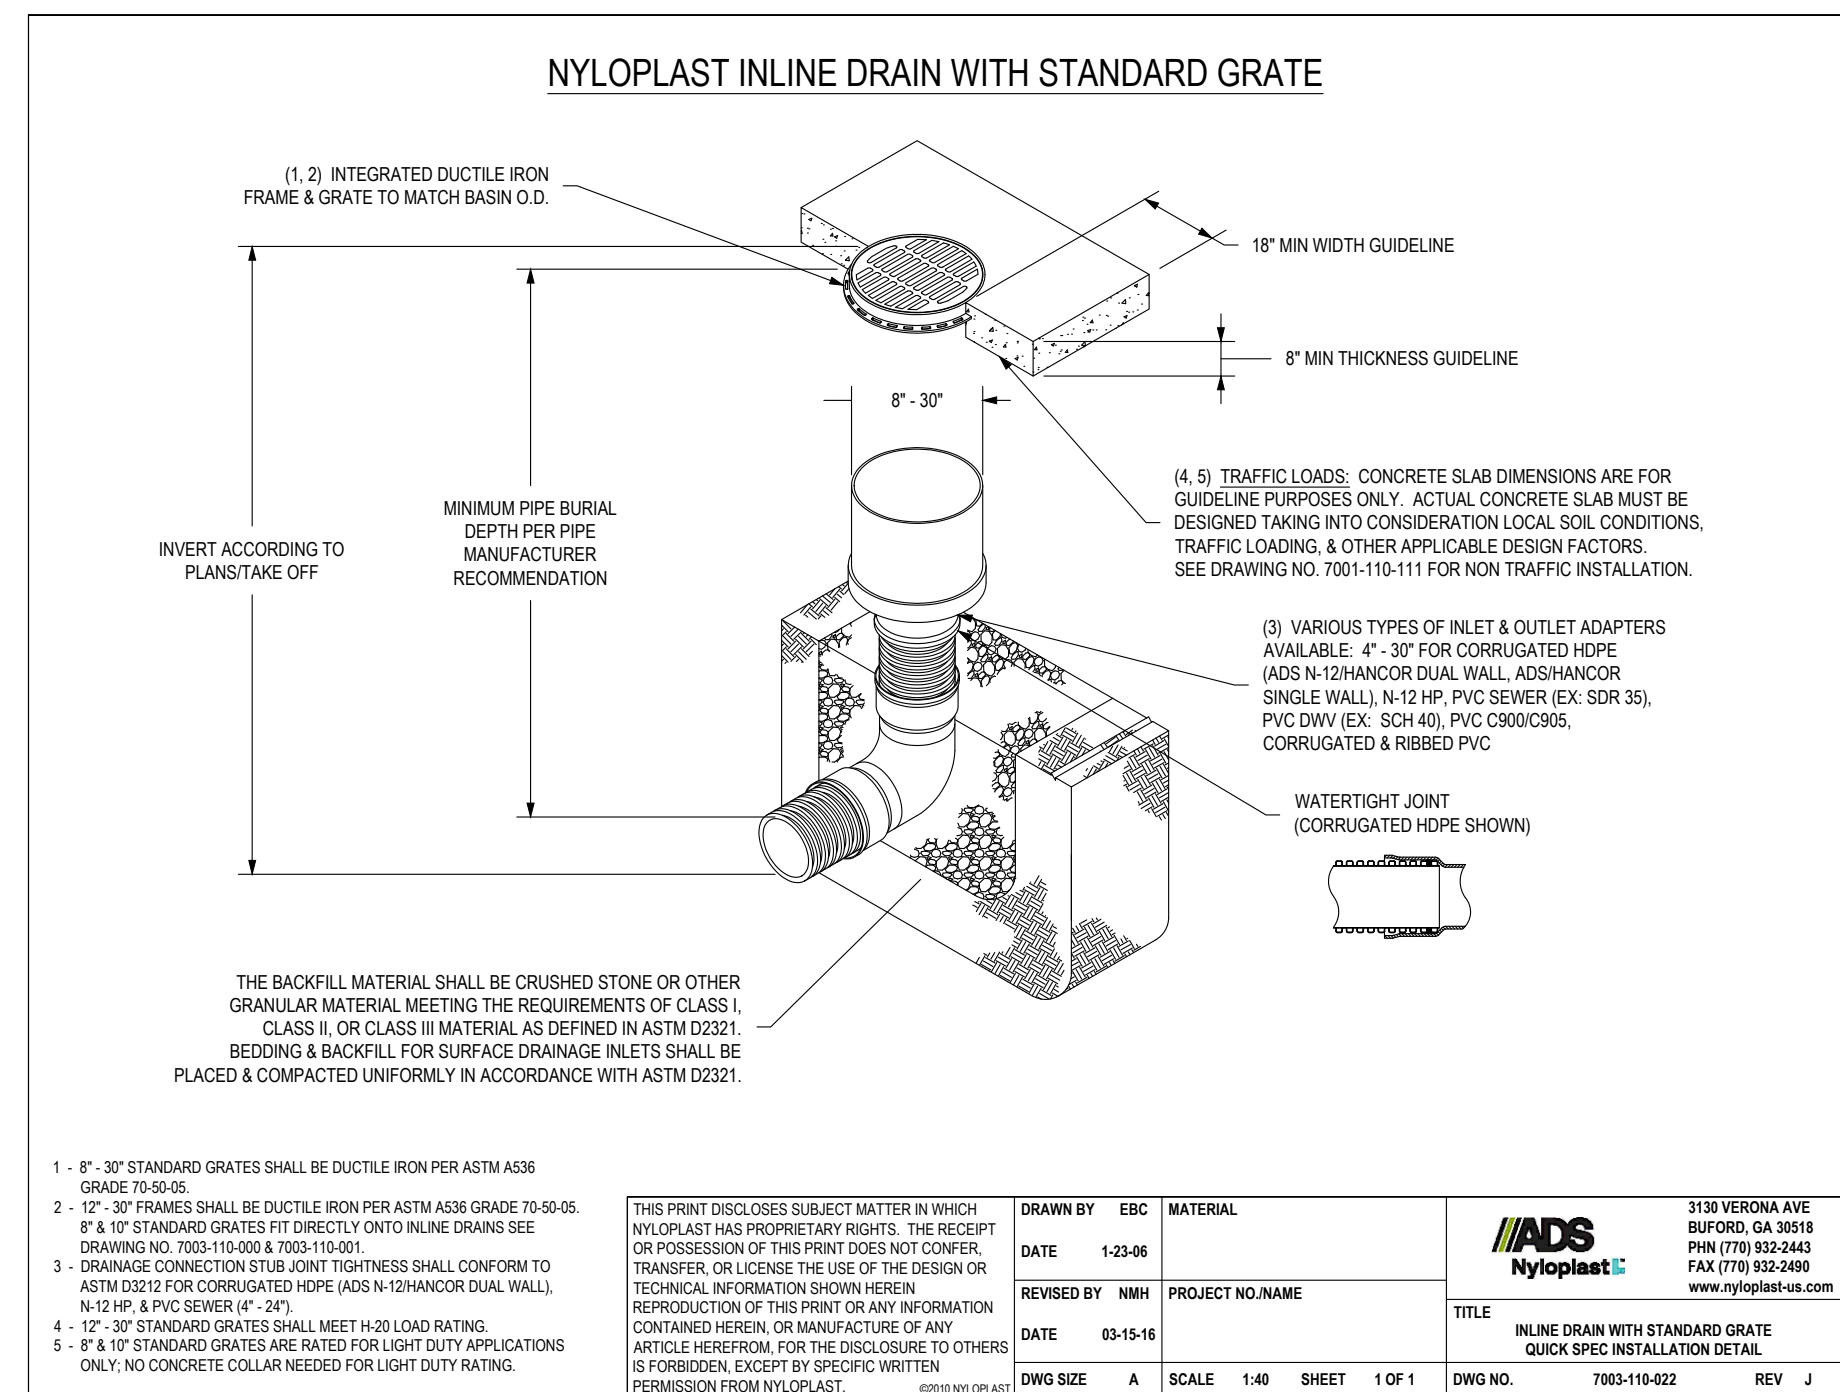 NYLOPLAST INLINE DRAIN WITH STANDARD GRATE
(1, 2) INTEGRATED DUCTILE IRON
FRAME & GRATE TO MATCH BASIN O.D.
18" MIN WIDTH GUIDELINE
8" MIN THICKNESS GUIDELINE
8" - 30"
(4, 5) TRAFFIC LOADS: CONCRETE SLAB DIMENSIONS ARE FOR
GUIDELINE PURPOSES ONLY. ACTUAL CONCRETE SLAB MUST BE
DESIGNED TAKING INTO CONSIDERATION LOCAL SOIL CONDITIONS,
TRAFFIC LOADING, & OTHER APPLICABLE DESIGN FACTORS.
SEE DRAWING NO. 7001-110-111 FOR NON TRAFFIC INSTALLATION.
MINIMUM PIPE BURIAL
DEPTH PER PIPE
MANUFACTURER
RECOMMENDATION
INVERT ACCORDING TO
PLANS/TAKE OFF
(3) VARIOUS TYPES OF INLET & OUTLET ADAPTERS
AVAILABLE: 4" - 30" FOR CORRUGATED HDPE
(ADS N-12/HANCOR DUAL WALL, ADS/HANCOR
SINGLE WALL), N-12 HP, PVC SEWER (EX: SDR 35),
PVC DWV (EX: SCH 40), PVC C900/C905,
CORRUGATED & RIBBED PVC
WATERTIGHT JOINT
(CORRUGATED HDPE SHOWN)
THE BACKFILL MATERIAL SHALL BE CRUSHED STONE OR OTHER
GRANULAR MATERIAL MEETING THE REQUIREMENTS OF CLASS I,
CLASS II, OR CLASS III MATERIAL AS DEFINED IN ASTM D2321.
BEDDING & BACKFILL FOR SURFACE DRAINAGE INLETS SHALL BE
PLACED & COMPACTED UNIFORMLY IN ACCORDANCE WITH ASTM D2321.
1 - 8" - 30" STANDARD GRATES SHALL BE DUCTILE IRON PER ASTM A536
GRADE 70-50-05.
2 - 12" - 30" FRAMES SHALL BE DUCTILE IRON PER ASTM A536 GRADE 70-50-05.
8" & 10" STANDARD GRATES FIT DIRECTLY ONTO INLINE DRAINS SEE
DRAWING NO. 7003-110-000 & 7003-110-001.
3 - DRAINAGE CONNECTION STUB JOINT TIGHTNESS SHALL CONFORM TO
ASTM D3212 FOR CORRUGATED HDPE (ADS N-12/HANCOR DUAL WALL),
N-12 HP, & PVC SEWER (4" - 24").
4 - 12" - 30" STANDARD GRATES SHALL MEET H-20 LOAD RATING.
5 - 8" & 10" STANDARD GRATES ARE RATED FOR LIGHT DUTY APPLICATIONS
ONLY; NO CONCRETE COLLAR NEEDED FOR LIGHT DUTY RATING.
THIS PRINT DISCLOSES SUBJECT MATTER IN WHICH
NYLOPLAST HAS PROPRIETARY RIGHTS. THE RECEIPT
OR POSSESSION OF THIS PRINT DOES NOT CONFER,
TRANSFER, OR LICENSE THE USE OF THE DESIGN OR
TECHNICAL INFORMATION SHOWN HEREIN
REPRODUCTION OF THIS PRINT OR ANY INFORMATION
CONTAINED HEREIN, OR MANUFACTURE OF ANY
ARTICLE HEREFROM, FOR THE DISCLOSURE TO OTHERS
IS FORBIDDEN, EXCEPT BY SPECIFIC WRITTEN
PERMISSION FROM NYLOPLAST. ©2010 NYLOPLAST
DRAWN BY EBC
DATE 1-23-06
REVISED BY NMH
DATE 03-15-16
DWG SIZE A
MATERIAL
PROJECT NO./NAME
SCALE 1:40 SHEET 1 OF 1
ADS
Nyloplast
3130 VERONA AVE
BUFORD, GA 30518
PHN (770) 932-2443
FAX (770) 932-2490
www.nyloplast-us.com
TITLE
INLINE DRAIN WITH STANDARD GRATE
QUICK SPEC INSTALLATION DETAIL
DWG NO. 7003-110-022 REV J